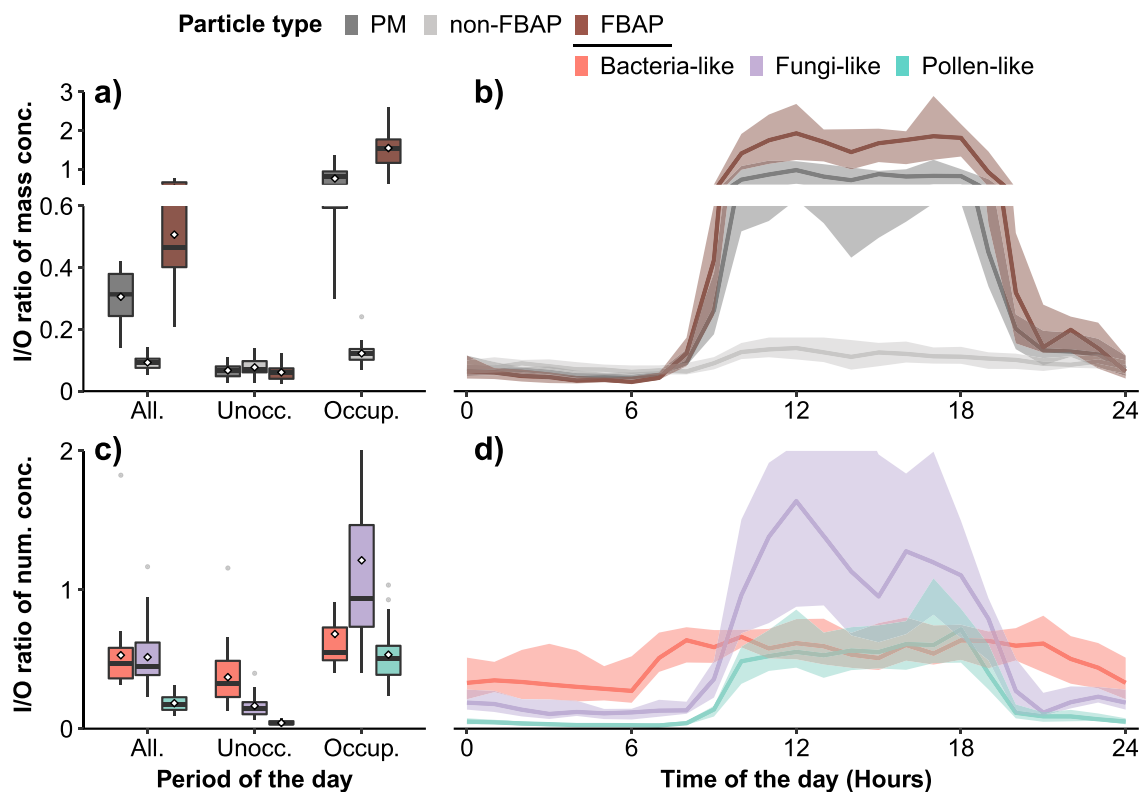 Particle type PM non-FBAP FBAP
Bacteria-like Fungi-like Pollen-like
a)
I/O ratio of mass conc.
3
2
1
0.6
0.4
0.2
0
All. Unocc. Occup.
b)
0 6 12 18 24
c)
I/O ratio of num. conc.
2
1
0
All. Unocc. Occup.
Period of the day
d)
0 6 12 18 24
Time of the day (Hours)